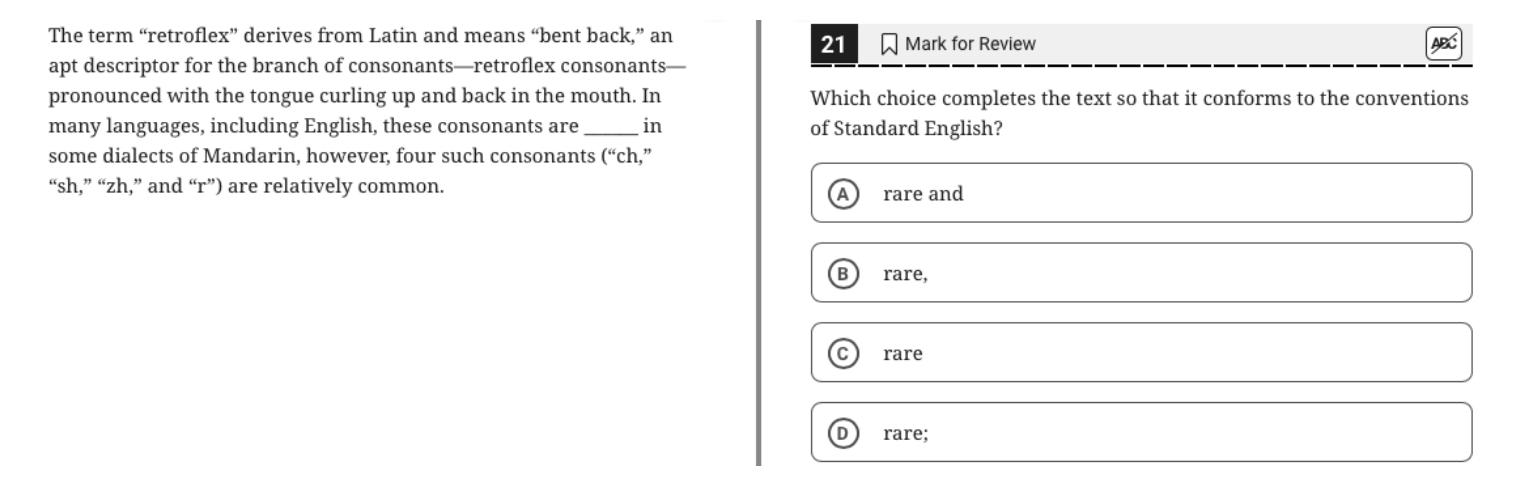 The term “retroflex” derives from Latin and means “bent back,” an
apt descriptor for the branch of consonants—retroflex consonants—
pronounced with the tongue curling up and back in the mouth. In
many languages, including English, these consonants are ______ in
some dialects of Mandarin, however, four such consonants (“ch,”
“sh,” “zh,” and “r”) are relatively common.
21 Mark for Review ABC
Which choice completes the text so that it conforms to the conventions
of Standard English?
A rare and
B rare,
C rare
D rare;